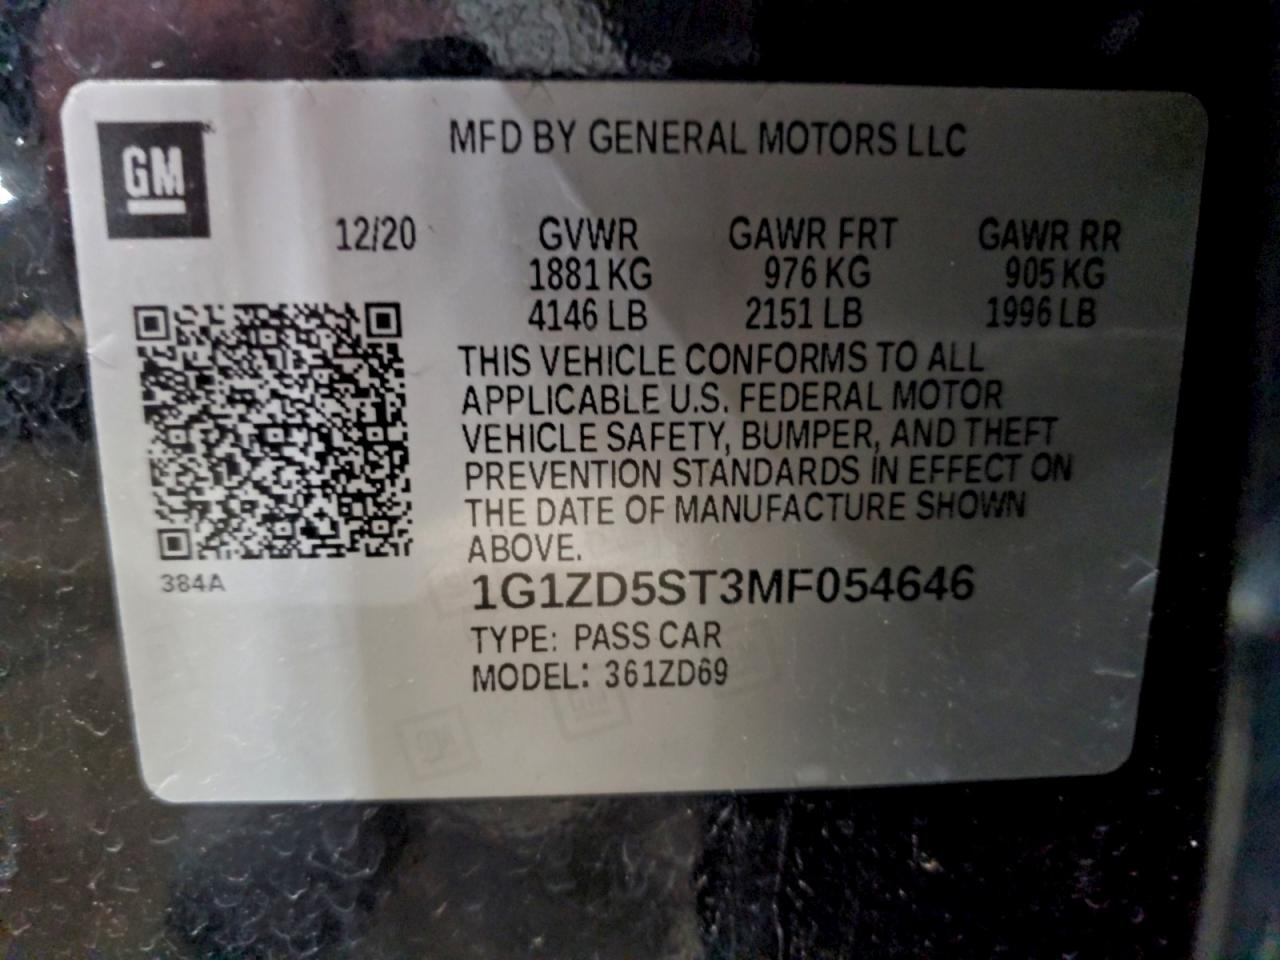 GM
MFD BY GENERAL MOTORS LLC
12/20 GVWR GAWR FRT GAWR RR
1881 KG 976 KG 905 KG
4146 LB 2151 LB 1996 LB
THIS VEHICLE CONFORMS TO ALL
APPLICABLE U.S. FEDERAL MOTOR
VEHICLE SAFETY, BUMPER, AND THEFT
PREVENTION STANDARDS IN EFFECT ON
THE DATE OF MANUFACTURE SHOWN
ABOVE.
384A
1G1ZD5ST3MF054646
TYPE: PASS CAR
MODEL: 361ZD69
GM
GM